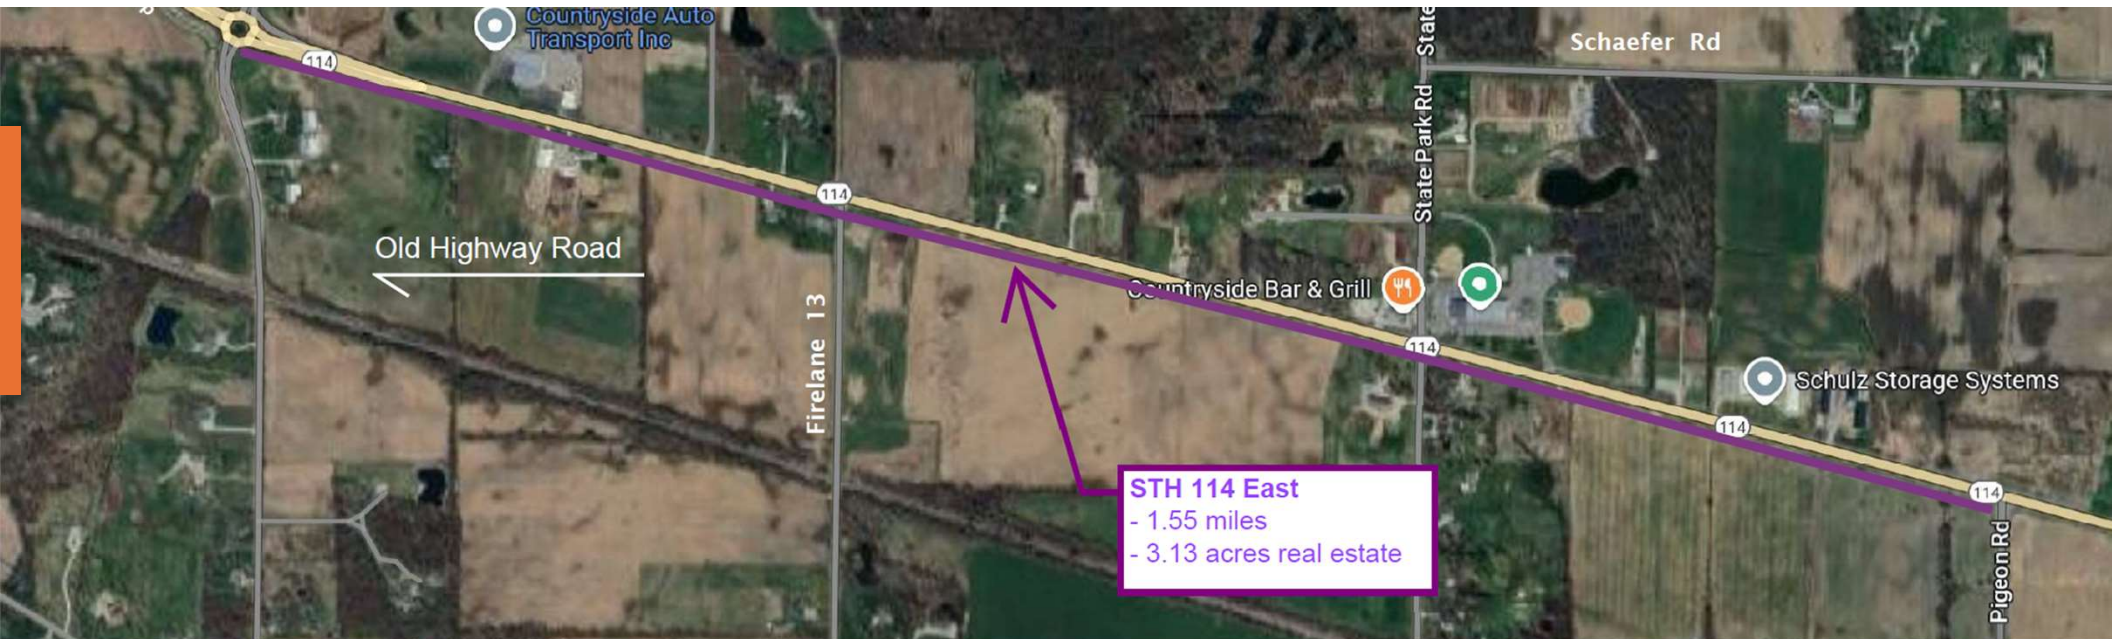 Countryside Auto
Transport Inc
114
State
Schaefer Rd
State Park Rd
114
Old Highway Road
Countryside Bar & Grill
Firelane 13
114
Schulz Storage Systems
114
STH 114 East
- 1.55 miles
- 3.13 acres real estate
114
Pigeon Rd